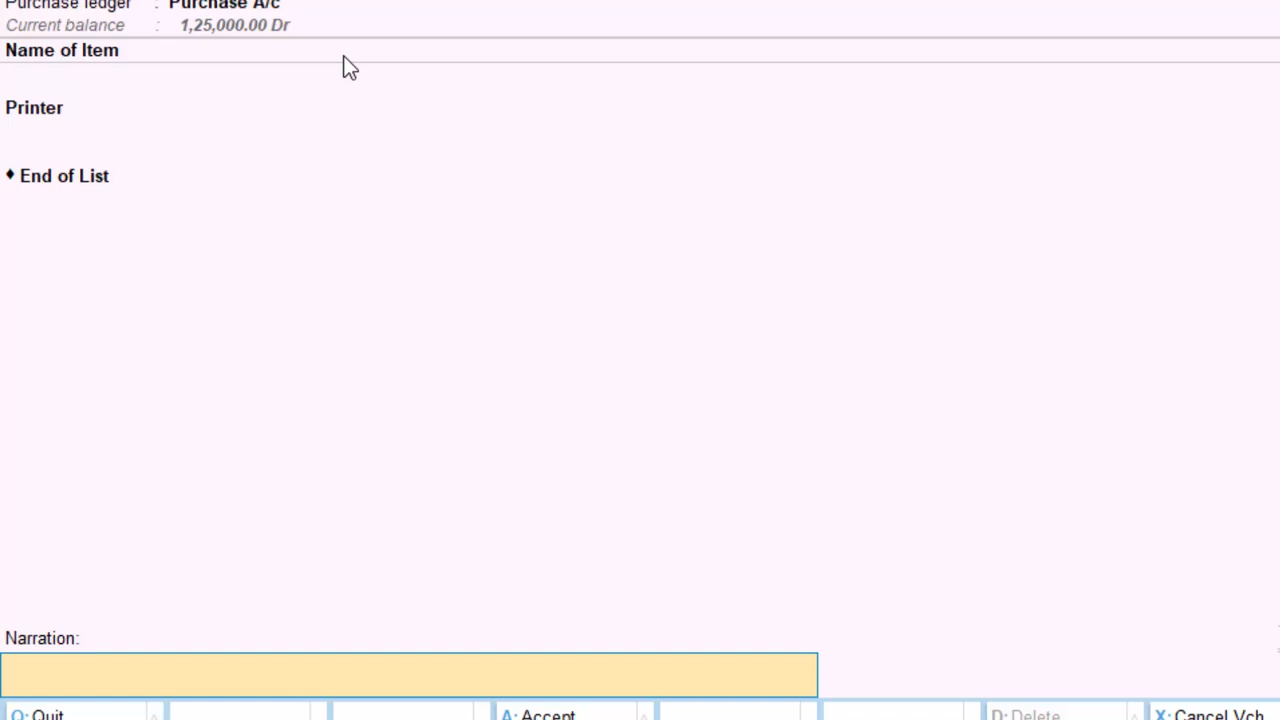 Purchase ledger : Purchase A/c
Current balance : 1,25,000.00 Dr
Name of Item
Printer
♦ End of List
Narration:
Q: Quit A: Accept D: Delete X: Cancel Vch